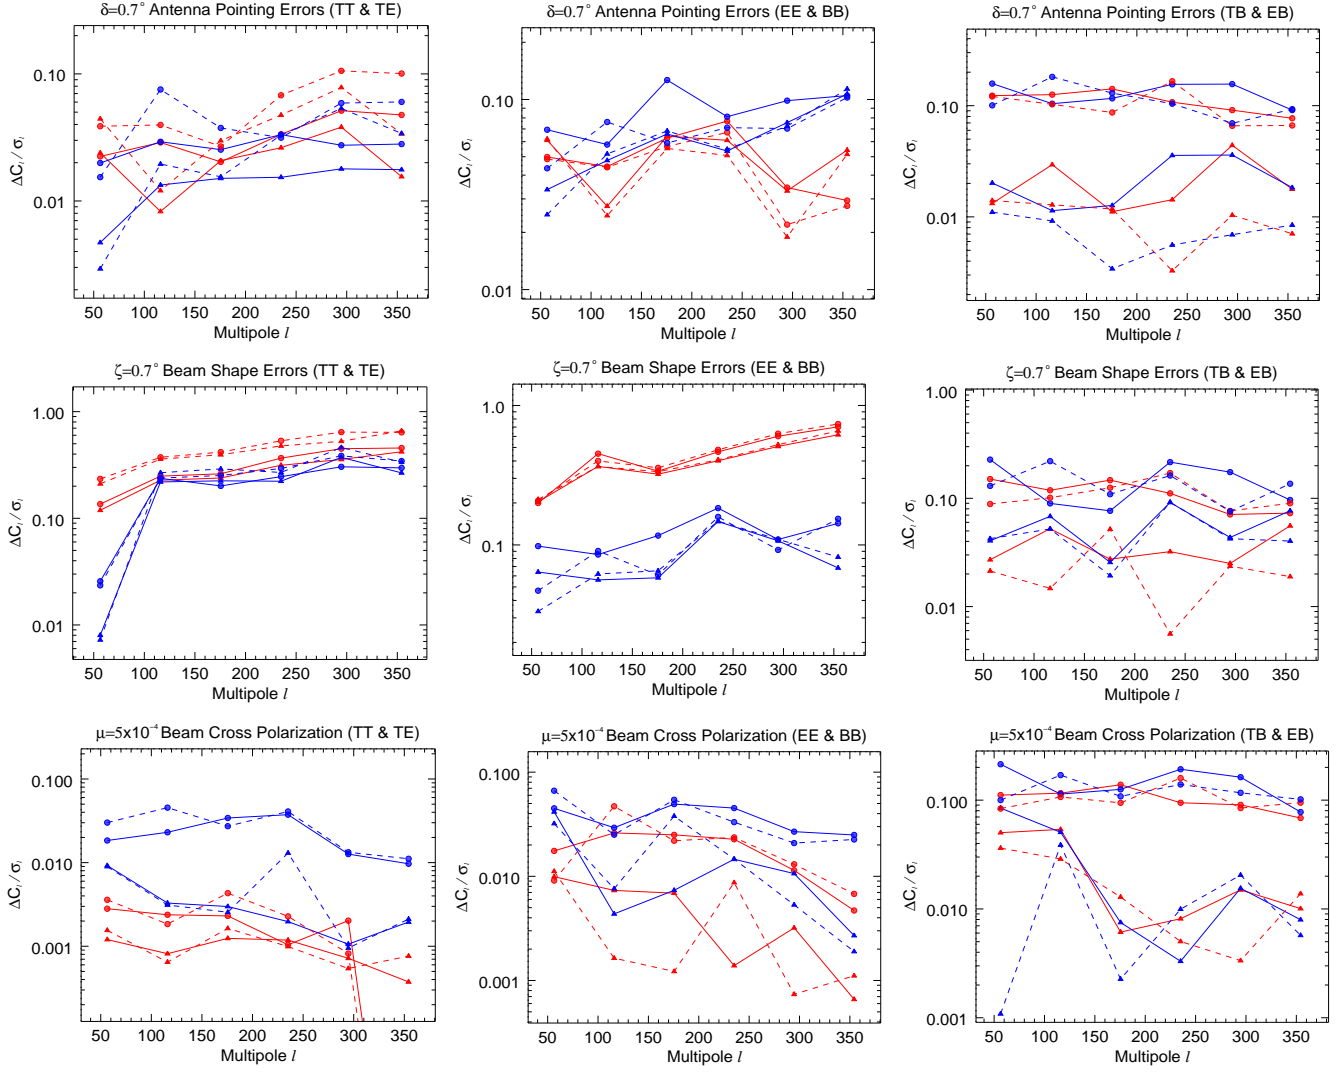 δ=0.7° Antenna Pointing Errors (TT & TE)
ΔC_l / σ_l
0.10
0.01
50 100 150 200 250 300 350
Multipole l
δ=0.7° Antenna Pointing Errors (EE & BB)
ΔC_l / σ_l
0.10
0.01
50 100 150 200 250 300 350
Multipole l
δ=0.7° Antenna Pointing Errors (TB & EB)
ΔC_l / σ_l
0.10
0.01
50 100 150 200 250 300 350
Multipole l
ζ=0.7° Beam Shape Errors (TT & TE)
ΔC_l / σ_l
1.00
0.10
0.01
50 100 150 200 250 300 350
Multipole l
ζ=0.7° Beam Shape Errors (EE & BB)
ΔC_l / σ_l
1.0
0.1
50 100 150 200 250 300 350
Multipole l
ζ=0.7° Beam Shape Errors (TB & EB)
ΔC_l / σ_l
1.00
0.10
0.01
50 100 150 200 250 300 350
Multipole l
μ=5x10⁻⁴ Beam Cross Polarization (TT & TE)
ΔC_l / σ_l
0.100
0.010
0.001
50 100 150 200 250 300 350
Multipole l
μ=5x10⁻⁴ Beam Cross Polarization (EE & BB)
ΔC_l / σ_l
0.100
0.010
0.001
50 100 150 200 250 300 350
Multipole l
μ=5x10⁻⁴ Beam Cross Polarization (TB & EB)
ΔC_l / σ_l
0.100
0.010
0.001
50 100 150 200 250 300 350
Multipole l